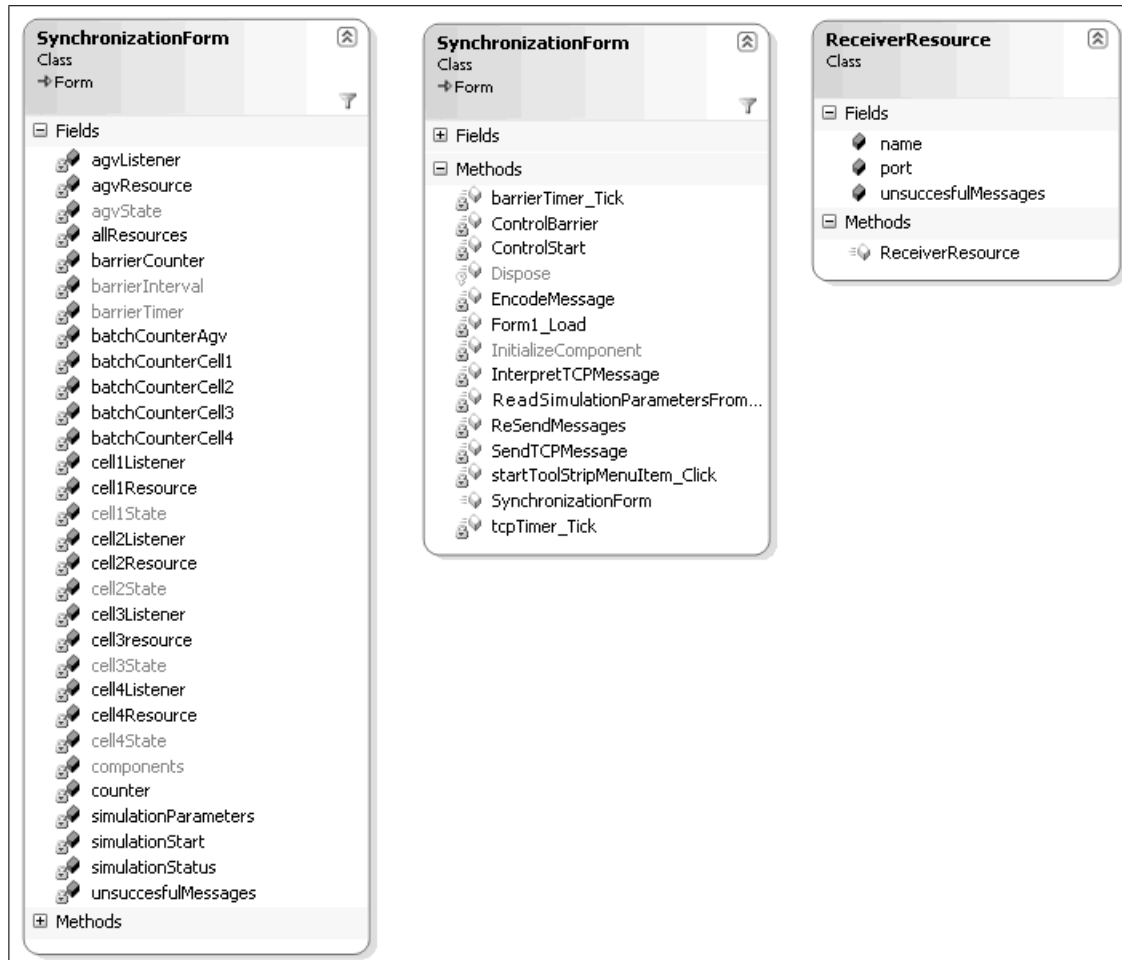 SynchronizationForm
Class
Form
Fields
agvListener
agvResource
agvState
allResources
barrierCounter
barrierInterval
barrierTimer
batchCounterAgv
batchCounterCell1
batchCounterCell2
batchCounterCell3
batchCounterCell4
cell1Listener
cell1Resource
cell1State
cell2Listener
cell2Resource
cell2State
cell3Listener
cell3resource
cell3State
cell4Listener
cell4Resource
cell4State
components
counter
simulationParameters
simulationStart
simulationStatus
unsuccesfulMessages
Methods
SynchronizationForm
Class
Form
Fields
Methods
barrierTimer_Tick
ControlBarrier
ControlStart
Dispose
EncodeMessage
Form1_Load
InitializeComponent
InterpretTCPMessage
ReadSimulationParametersFrom...
ReSendMessages
SendTCPMessage
startToolStripMenuItem_Click
SynchronizationForm
tcpTimer_Tick
ReceiverResource
Class
Fields
name
port
unsuccesfulMessages
Methods
ReceiverResource